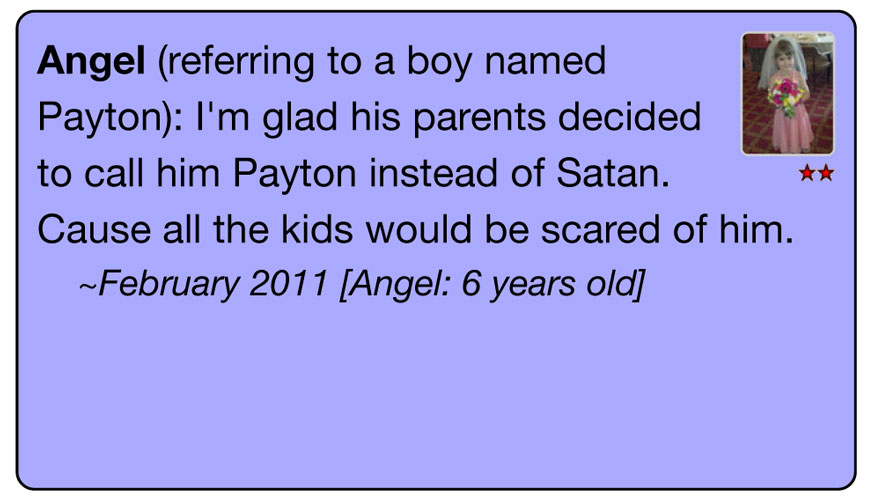 Angel (referring to a boy named
Payton): I'm glad his parents decided
to call him Payton instead of Satan.
Cause all the kids would be scared of him.
~February 2011 [Angel: 6 years old]